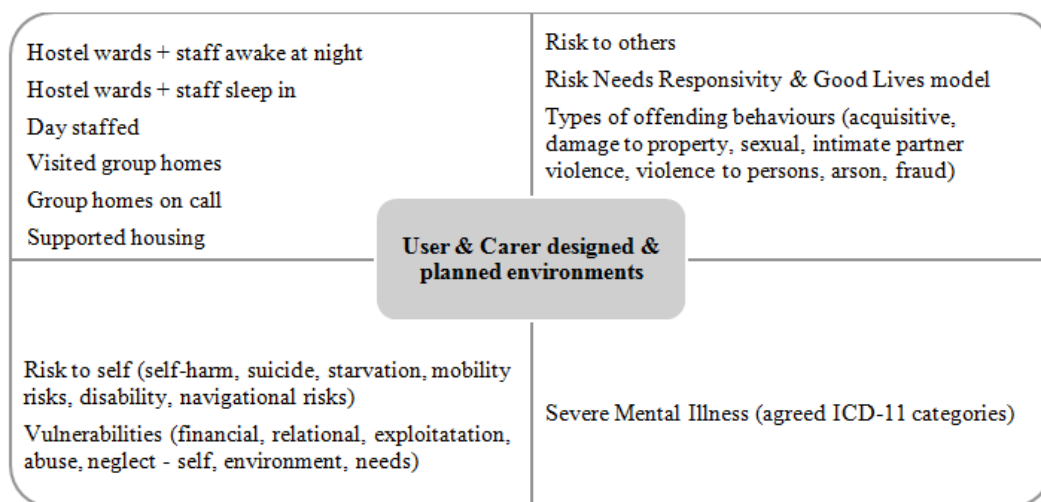 Hostel wards + staff awake at night
Hostel wards + staff sleep in
Day staffed
Visited group homes
Group homes on call
Supported housing
Risk to others
Risk Needs Responsivity & Good Lives model
Types of offending behaviours (acquisitive,
damage to property, sexual, intimate partner
violence, violence to persons, arson, fraud)
User & Carer designed &
planned environments
Risk to self (self-harm, suicide, starvation, mobility
risks, disability, navigational risks)
Vulnerabilities (financial, relational, exploitatation,
abuse, neglect - self, environment, needs)
Severe Mental Illness (agreed ICD-11 categories)